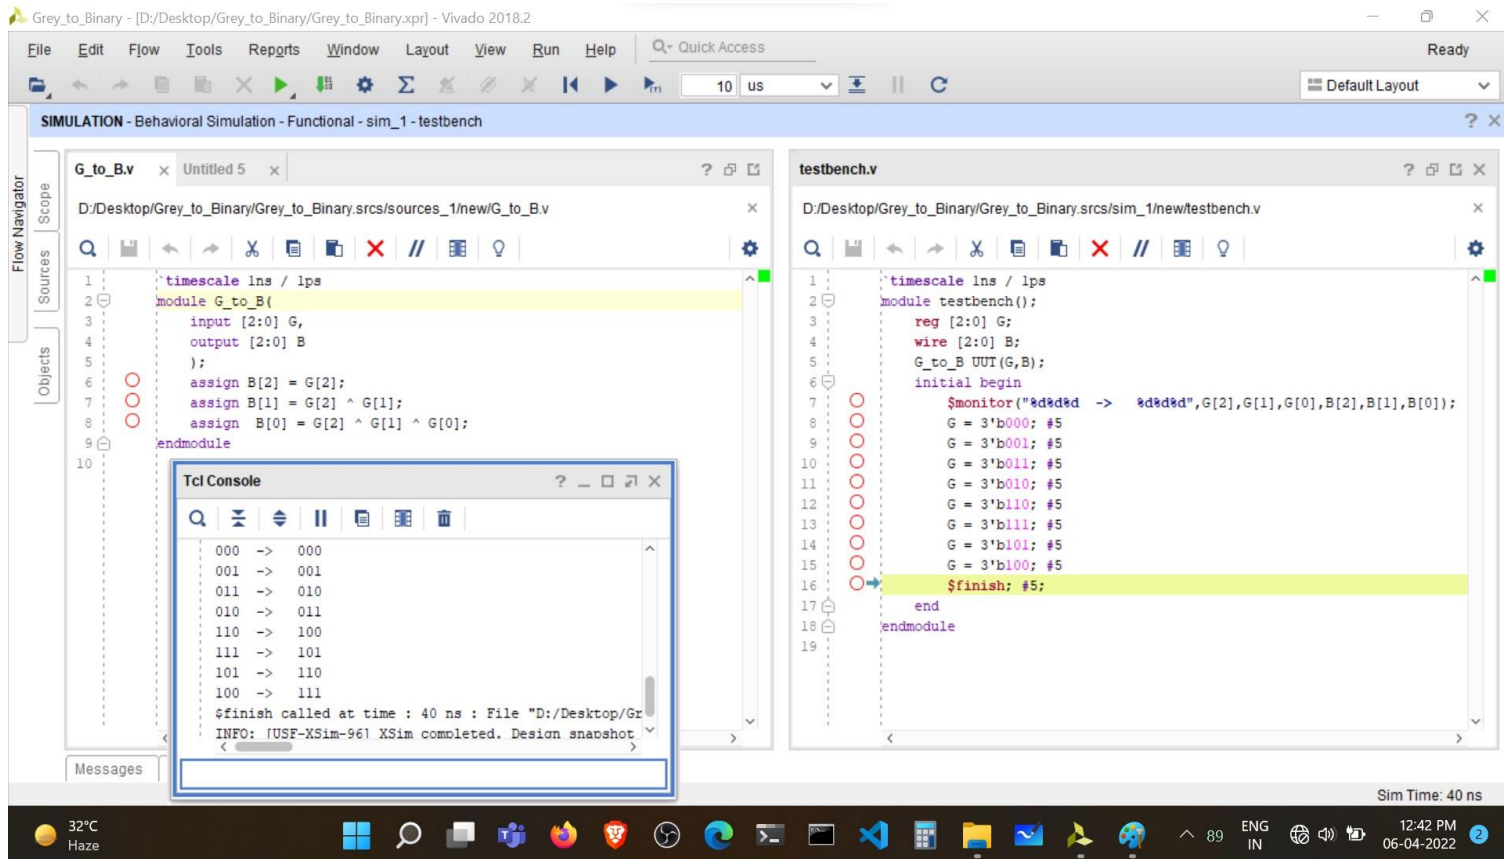 Grey_to_Binary - [D:/Desktop/Grey_to_Binary/Grey_to_Binary.xpr] - Vivado 2018.2
File Edit Flow Tools Reports Window Layout View Run Help Quick Access Ready
10 us Default Layout
SIMULATION - Behavioral Simulation - Functional - sim_1 - testbench
Flow Navigator
Scope
Sources
Objects
G_to_B.v Untitled 5
D:/Desktop/Grey_to_Binary/Grey_to_Binary.srcs/sources_1/new/G_to_B.v
1 `timescale 1ns / 1ps
2 module G_to_B(
3 input [2:0] G,
4 output [2:0] B
5 );
6 assign B[2] = G[2];
7 assign B[1] = G[2] ^ G[1];
8 assign  B[0] = G[2] ^ G[1] ^ G[0];
9 endmodule
10
Tcl Console
000  ->   000
001  ->   001
011  ->   010
010  ->   011
110  ->   100
111  ->   101
101  ->   110
100  ->   111
$finish called at time : 40 ns : File "D:/Desktop/Gr
INFO: [USF-XSim-96] XSim completed. Design snapshot
Messages
testbench.v
D:/Desktop/Grey_to_Binary/Grey_to_Binary.srcs/sim_1/new/testbench.v
1 `timescale 1ns / 1ps
2 module testbench();
3 reg [2:0] G;
4 wire [2:0] B;
5 G_to_B UUT(G,B);
6 initial begin
7 $monitor("%d%d%d  ->   %d%d%d",G[2],G[1],G[0],B[2],B[1],B[0]);
8 G = 3'b000; #5
9 G = 3'b001; #5
10 G = 3'b011; #5
11 G = 3'b010; #5
12 G = 3'b110; #5
13 G = 3'b111; #5
14 G = 3'b101; #5
15 G = 3'b100; #5
16 $finish; #5;
17 end
18 endmodule
19
Sim Time: 40 ns
32°C
Haze
89
ENG
IN
12:42 PM
06-04-2022
2